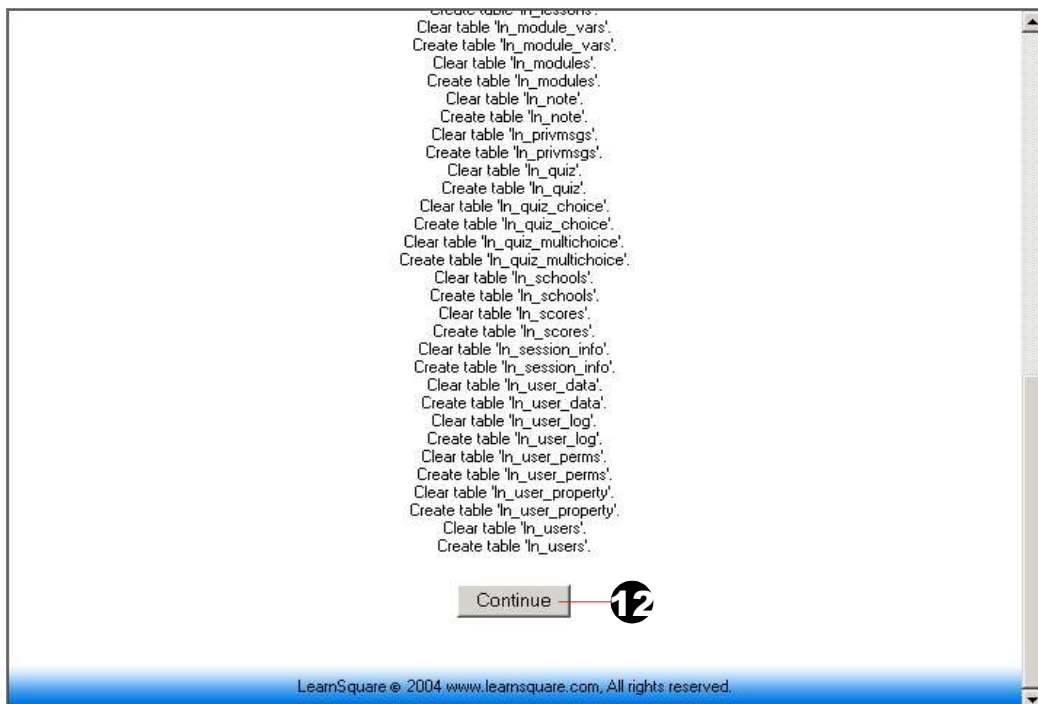 Create table 'ln_lessons'.
Clear table 'ln_module_vars'.
Create table 'ln_module_vars'.
Clear table 'ln_modules'.
Create table 'ln_modules'.
Clear table 'ln_note'.
Create table 'ln_note'.
Clear table 'ln_privmsgs'.
Create table 'ln_privmsgs'.
Clear table 'ln_quiz'.
Create table 'ln_quiz'.
Clear table 'ln_quiz_choice'.
Create table 'ln_quiz_choice'.
Clear table 'ln_quiz_multichoice'.
Create table 'ln_quiz_multichoice'.
Clear table 'ln_schools'.
Create table 'ln_schools'.
Clear table 'ln_scores'.
Create table 'ln_scores'.
Clear table 'ln_session_info'.
Create table 'ln_session_info'.
Clear table 'ln_user_data'.
Create table 'ln_user_data'.
Clear table 'ln_user_log'.
Create table 'ln_user_log'.
Clear table 'ln_user_perms'.
Create table 'ln_user_perms'.
Clear table 'ln_user_property'.
Create table 'ln_user_property'.
Clear table 'ln_users'.
Create table 'ln_users'.
Continue 12
LearnSquare © 2004 www.learnsquare.com, All rights reserved.